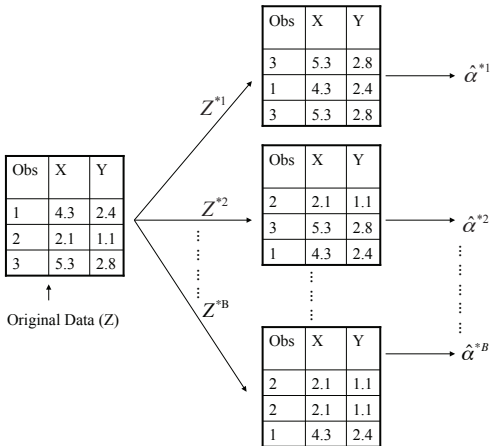 Obs X Y
3 5.3 2.8
1 4.3 2.4
3 5.3 2.8
Z*1
α̂*1
Obs X Y
1 4.3 2.4
2 2.1 1.1
3 5.3 2.8
Original Data (Z)
Z*2
Obs X Y
2 2.1 1.1
3 5.3 2.8
1 4.3 2.4
α̂*2
Z*B
Obs X Y
2 2.1 1.1
2 2.1 1.1
1 4.3 2.4
α̂*B